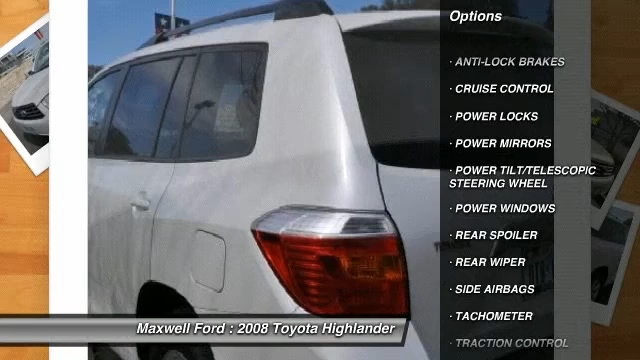 Options
· ANTI-LOCK BRAKES
· CRUISE CONTROL
· POWER LOCKS
· POWER MIRRORS
· POWER TILT/TELESCOPIC
STEERING WHEEL
· POWER WINDOWS
· REAR SPOILER
· REAR WIPER
· SIDE AIRBAGS
· TACHOMETER
· TRACTION CONTROL
Maxwell Ford : 2008 Toyota Highlander